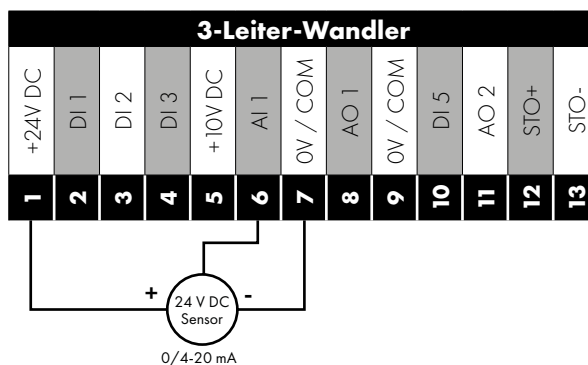 3-Leiter-Wandler
+24V DC
DI 1
DI 2
DI 3
+10V DC
AI 1
0V / COM
AO 1
0V / COM
DI 5
AO 2
STO+
STO-
1
2
3
4
5
6
7
8
9
10
11
12
13
+
-
24 V DC
Sensor
0/4-20 mA